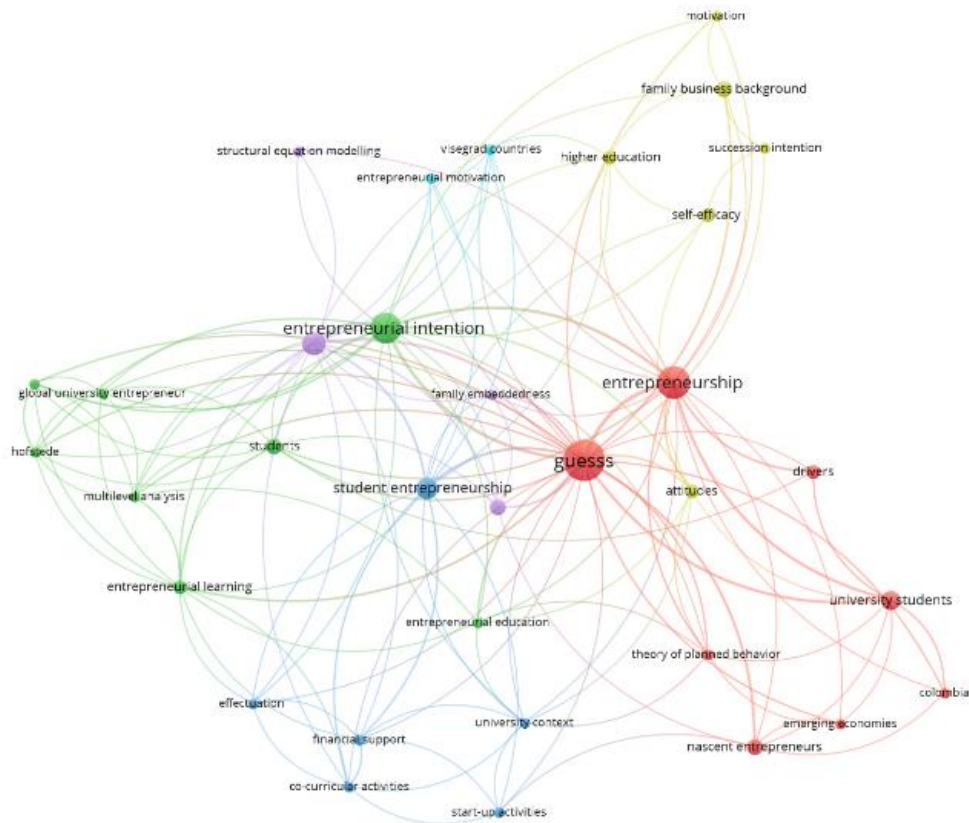 motivation
family business background
structural equation modelling
visegrad countries
higher education
succession intention
entrepreneurial motivation
self-efficacy
entrepreneurial intention
entrepreneurship
global university entrepreneur
family embeddedness
hofstede
students
guesss
drivers
multilevel analysis
student entrepreneurship
attitudes
entrepreneurial learning
university students
entrepreneurial education
theory of planned behavior
colombia
effectuation
university context
emerging economies
financial support
nascent entrepreneurs
co-curricular activities
start-up activities